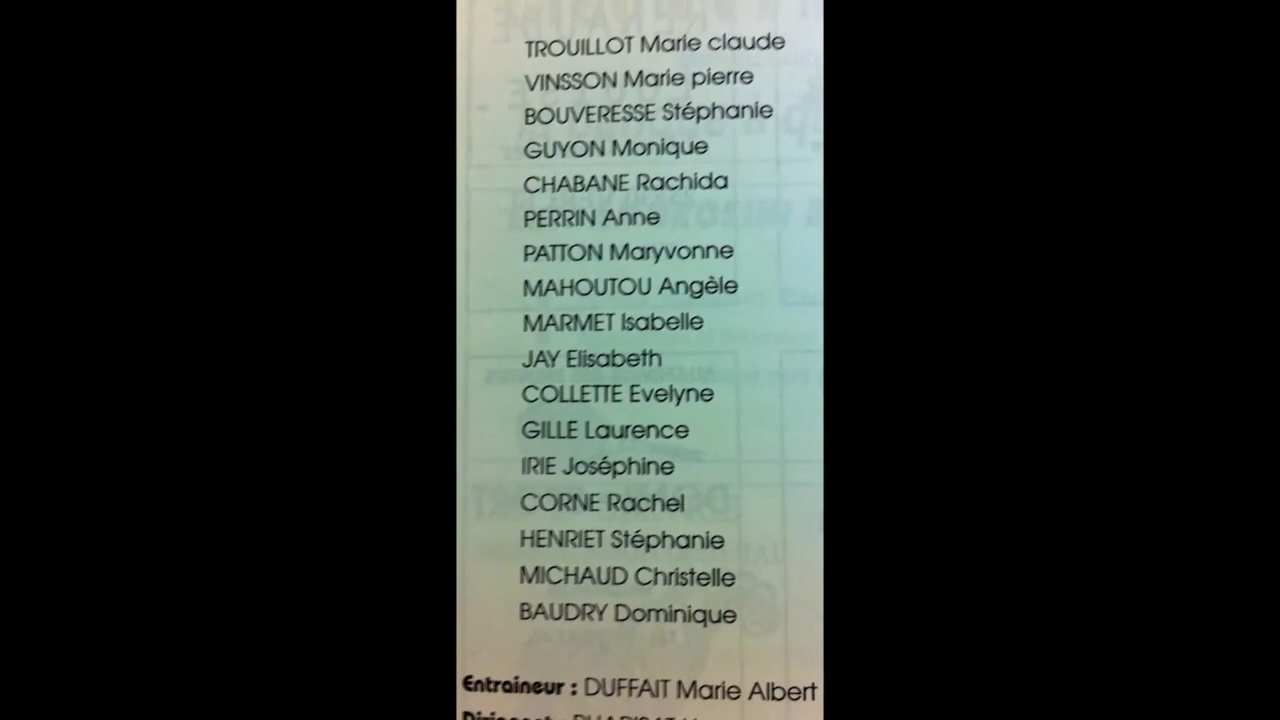 TROUILLOT Marie claude
VINSSON Marie pierre
BOUVERESSE Stéphanie
GUYON Monique
CHABANE Rachida
PERRIN Anne
PATTON Maryvonne
MAHOUTOU Angèle
MARMET Isabelle
JAY Elisabeth
COLLETTE Evelyne
GILLE Laurence
IRIE Joséphine
CORNE Rachel
HENRIET Stéphanie
MICHAUD Christelle
BAUDRY Dominique
Entraineur : DUFFAIT Marie Albert